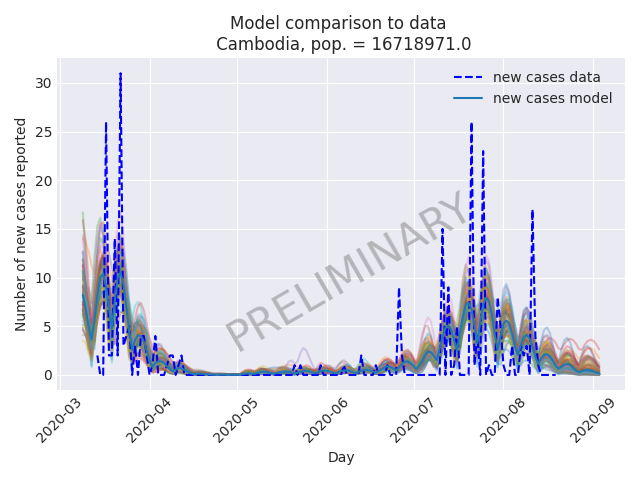 Model comparison to data
Cambodia, pop. = 16718971.0
new cases data
new cases model
Number of new cases reported
30
25
20
15
10
5
0
PRELIMINARY
2020-03
2020-04
2020-05
2020-06
2020-07
2020-08
2020-09
Day